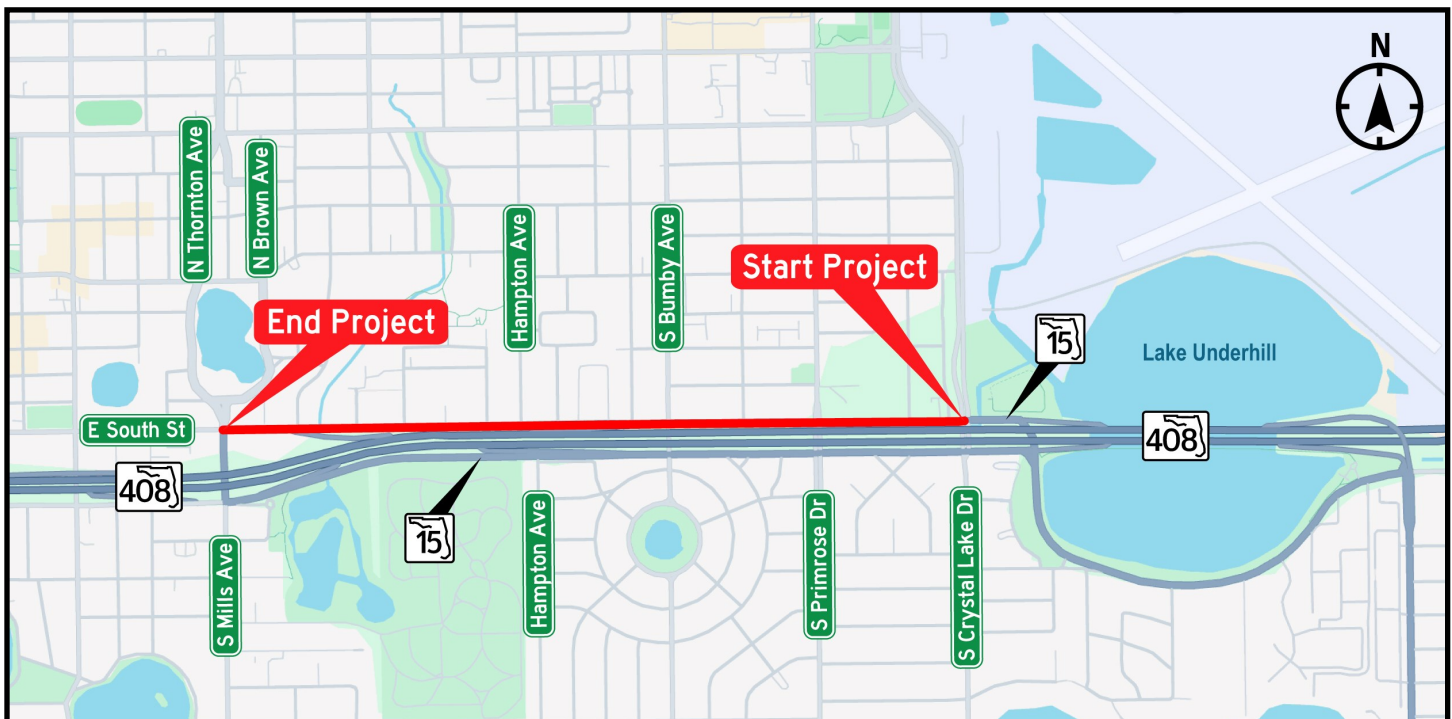 N
N Thornton Ave
N Brown Ave
Hampton Ave
S Bumby Ave
Start Project
End Project
15
Lake Underhill
E South St
408
408
15
S Mills Ave
Hampton Ave
S Primrose Dr
S Crystal Lake Dr